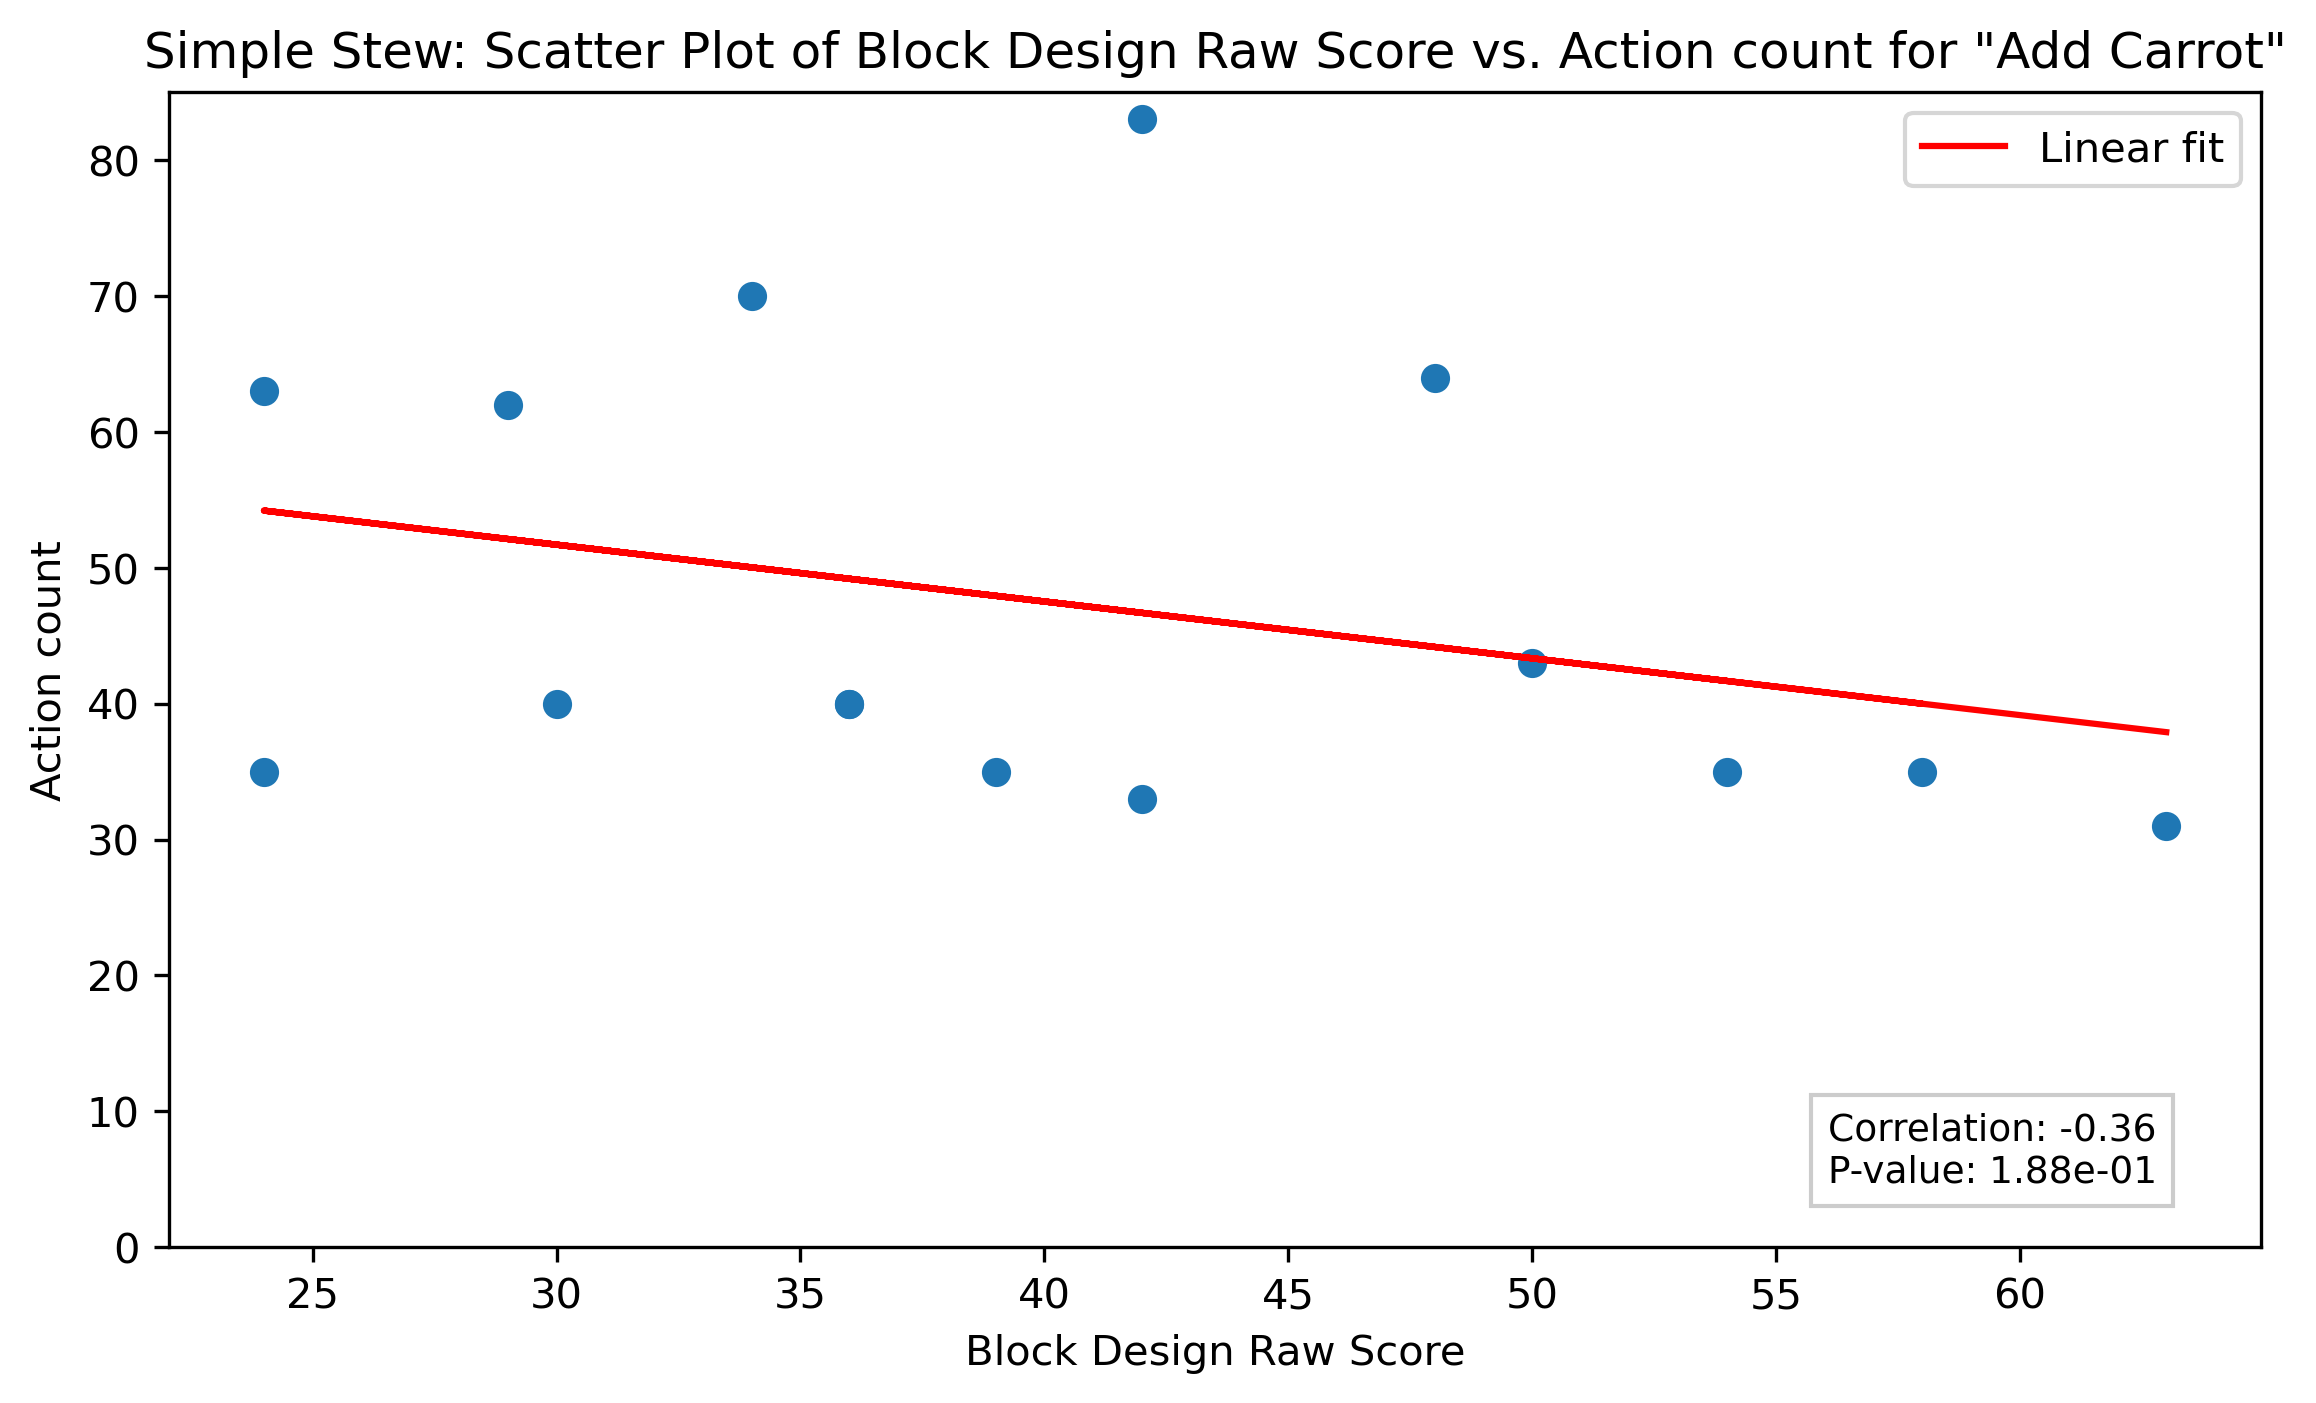 Simple Stew: Scatter Plot of Block Design Raw Score vs. Action count for "Add Carrot"
Linear fit
80
70
60
50
40
30
20
10
0
Action count
Correlation: -0.36
P-value: 1.88e-01
25 30 35 40 45 50 55 60
Block Design Raw Score